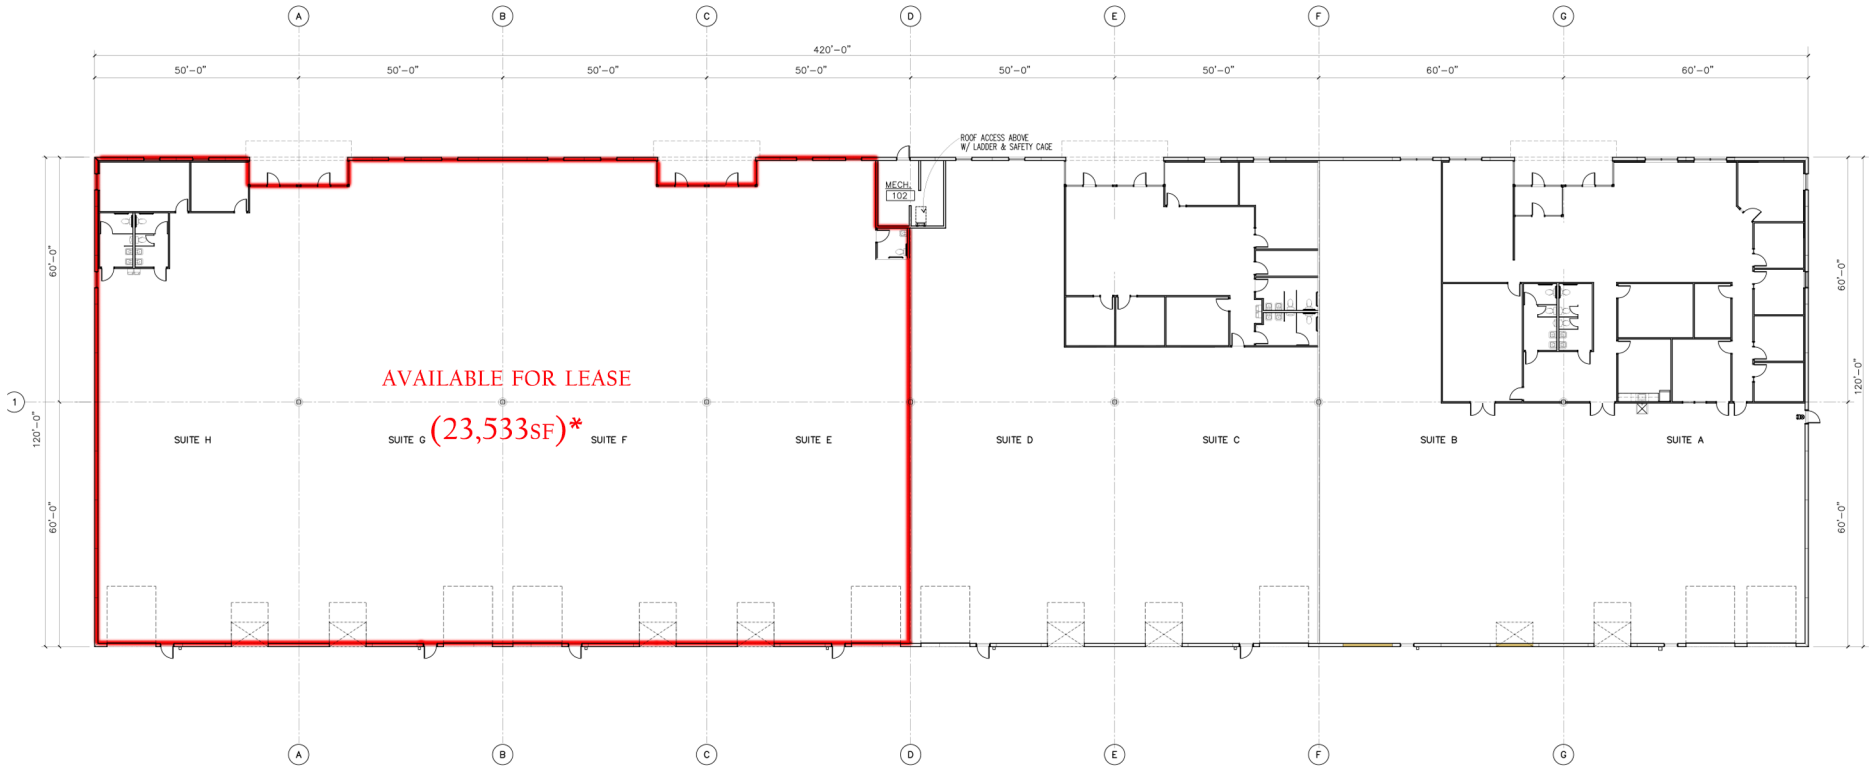 A B C D E F G
420'-0"
50'-0" 50'-0" 50'-0" 50'-0" 50'-0" 50'-0" 60'-0" 60'-0"
ROOF ACCESS ABOVE
W/ LADDER & SAFETY CAGE
MECH.
102
60'-0"
60'-0"
AVAILABLE FOR LEASE
120'-0"
1
120'-0"
(23,533SF)*
SUITE H SUITE G SUITE F SUITE E SUITE D SUITE C SUITE B SUITE A
60'-0"
60'-0"
A B C D E F G